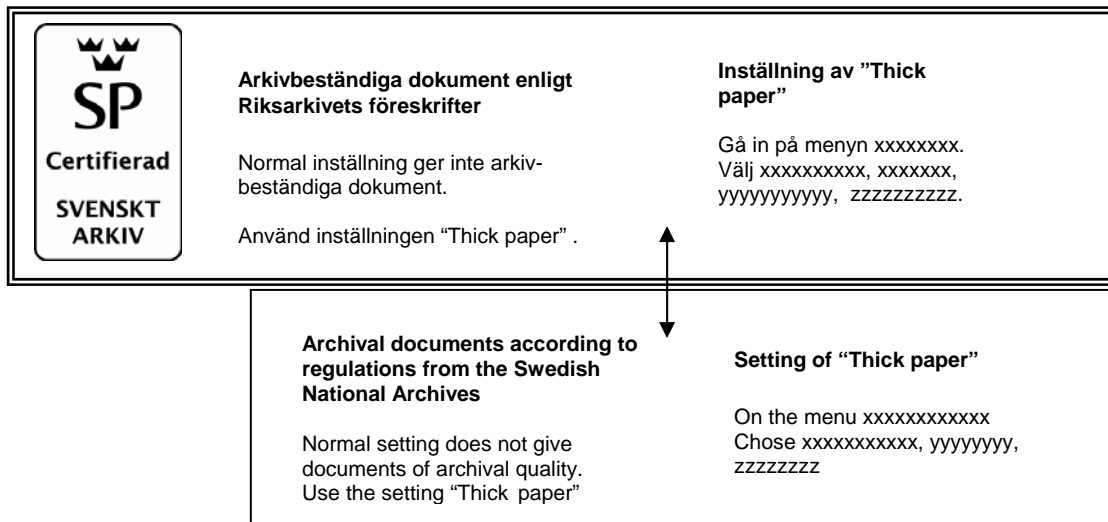 SP
Certifierad
SVENSKT
ARKIV
Arkivbeständiga dokument enligt
Riksarkivets föreskrifter
Normal inställning ger inte arkiv-
beständiga dokument.
Använd inställningen “Thick paper” .
Inställning av ”Thick
paper”
Gå in på menyn xxxxxxxx.
Välj xxxxxxxxxx, xxxxxxx,
yyyyyyyyyyy,  zzzzzzzzzz.
Archival documents according to
regulations from the Swedish
National Archives
Normal setting does not give
documents of archival quality.
Use the setting “Thick paper”
Setting of “Thick paper”
On the menu xxxxxxxxxxxx
Chose xxxxxxxxxxx, yyyyyyyy,
zzzzzzzz